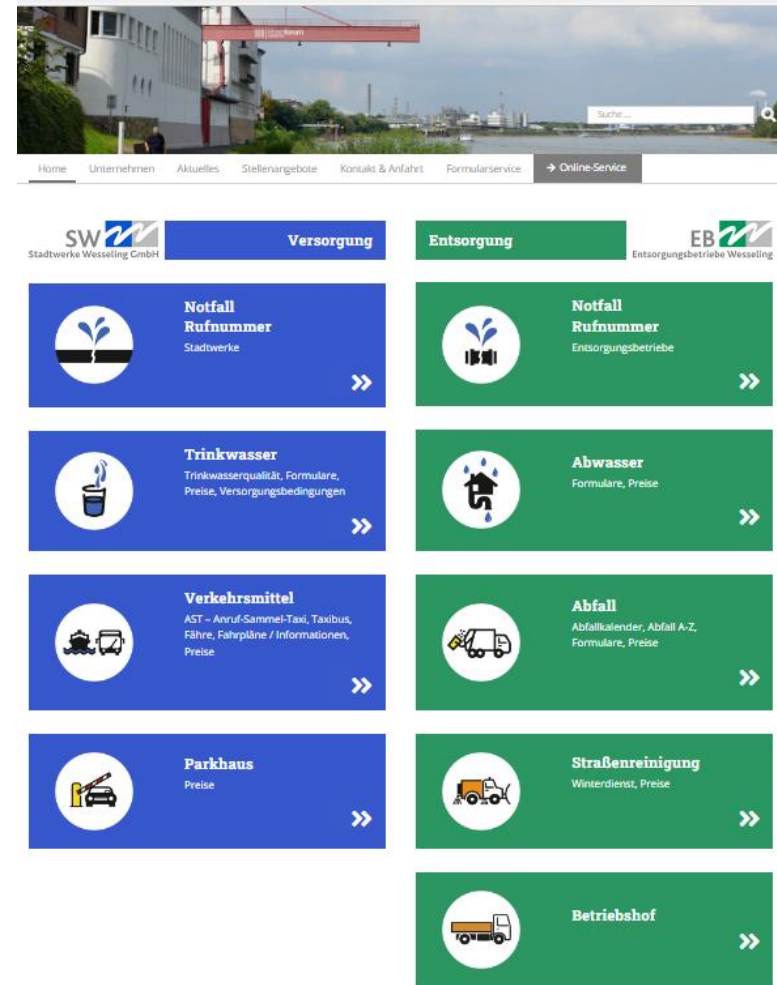 Suche ...
Home Unternehmen Aktuelles Stellenangebote Kontakt & Anfahrt Formularservice → Online-Service
SW
Stadtwerke Wesseling GmbH
Versorgung
Entsorgung
EB
Entsorgungsbetriebe Wesseling
Notfall
Rufnummer
Stadtwerke
Notfall
Rufnummer
Entsorgungsbetriebe
Trinkwasser
Trinkwasserqualität, Formulare,
Preise, Versorgungsbedingungen
Abwasser
Formulare, Preise
Verkehrsmittel
AST – Anruf-Sammel-Taxi, Taxibus,
Fähre, Fahrpläne / Informationen,
Preise
Abfall
Abfallkalender, Abfall A-Z,
Formulare, Preise
Parkhaus
Preise
Straßenreinigung
Winterdienst, Preise
Betriebshof